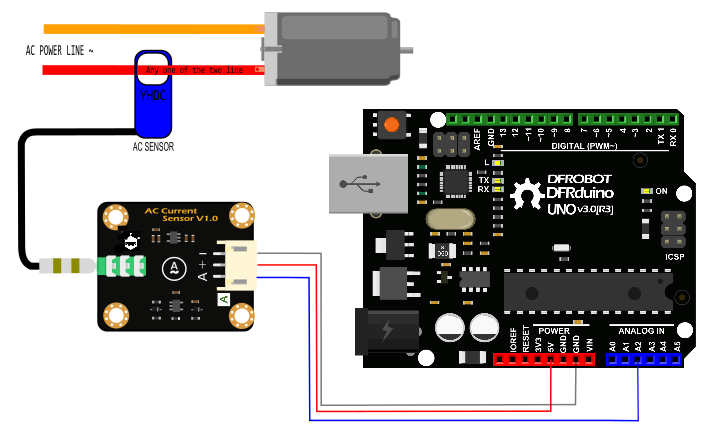 AC POWER LINE ~
Any one of the two line
YHDC
AC SENSOR
AC Current
Sensor V1.0
A
A + -
A
AREF
GND
13
12
~11
~10
~9
8
7
~6
~5
4
~3
2
TX 1
RX 0
DIGITAL (PWM~)
L
TX
RX
ON
DFROBOT
DFRduino
UNO v3.0[R3]
ICSP
POWER
ANALOG IN
IOREF
RESET
3V3
5V
GND
GND
VIN
A0
A1
A2
A3
A4
A5